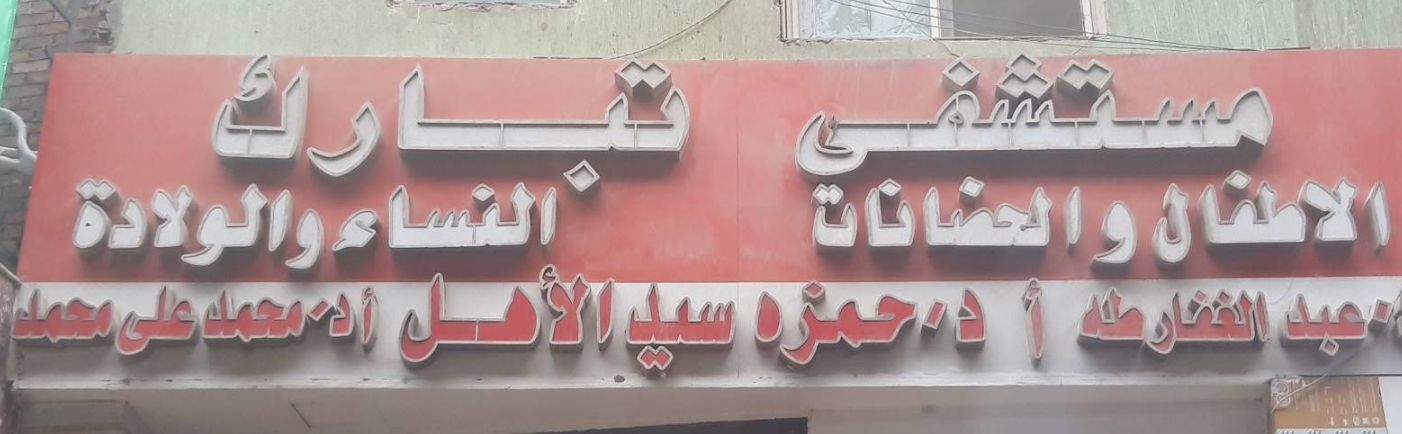 مستشفى تبارك
الاطفال والحضانات النساء والولادة
عبد الغفار طه أ د. حمزه سيد الأهل أ د. محمد على محمد